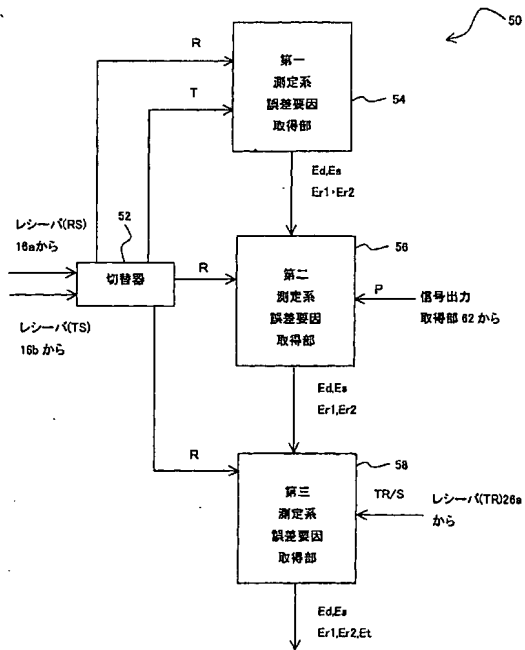 50
R
第一
測定系
誤差要因
取得部
54
T
Ed,Es
Er1・Er2
レシーバ(RS)
16aから
52
切替器
レシーバ(TS)
16b から
R
56
第二
測定系
誤差要因
取得部
P
信号出力
取得部 62 から
Ed,Es
Er1,Er2
R
58
第三
測定系
誤差要因
取得部
TR/S
レシーバ(TR)26a
から
Ed,Es
Er1,Er2,Et